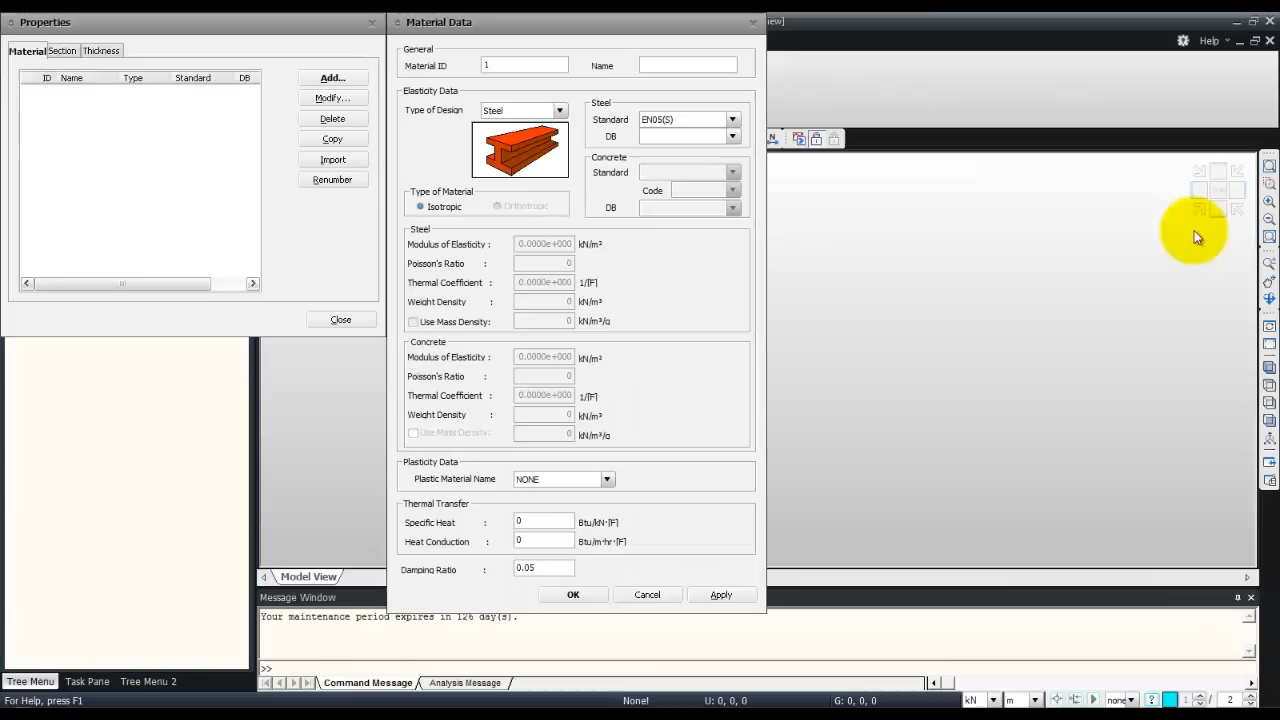 Properties
Material Section Thickness
ID Name Type Standard DB
Add...
Modify...
Delete
Copy
Import
Renumber
Close
Material Data
General
Material ID 1 Name
Elasticity Data
Type of Design Steel
Steel
Standard EN05(S)
DB
Concrete
Standard
Code
DB
Type of Material
Isotropic Orthotropic
Steel
Modulus of Elasticity : 0.0000e+000 kN/m²
Poisson's Ratio : 0
Thermal Coefficient : 0.0000e+000 1/[F]
Weight Density : 0 kN/m³
Use Mass Density: 0 kN/m³/g
Concrete
Modulus of Elasticity : 0.0000e+000 kN/m²
Poisson's Ratio : 0
Thermal Coefficient : 0.0000e+000 1/[F]
Weight Density : 0 kN/m³
Use Mass Density: 0 kN/m³/g
Plasticity Data
Plastic Material Name NONE
Thermal Transfer
Specific Heat : 0 Btu/kN·[F]
Heat Conduction : 0 Btu/m·hr·[F]
Damping Ratio : 0.05
OK Cancel Apply
Help
Model View
Message Window
Your maintenance period expires in 126 day(s).
>>
Command Message Analysis Message
Tree Menu Task Pane Tree Menu 2
For Help, press F1
None! U: 0, 0, 0 G: 0, 0, 0 kN m none 1 / 2